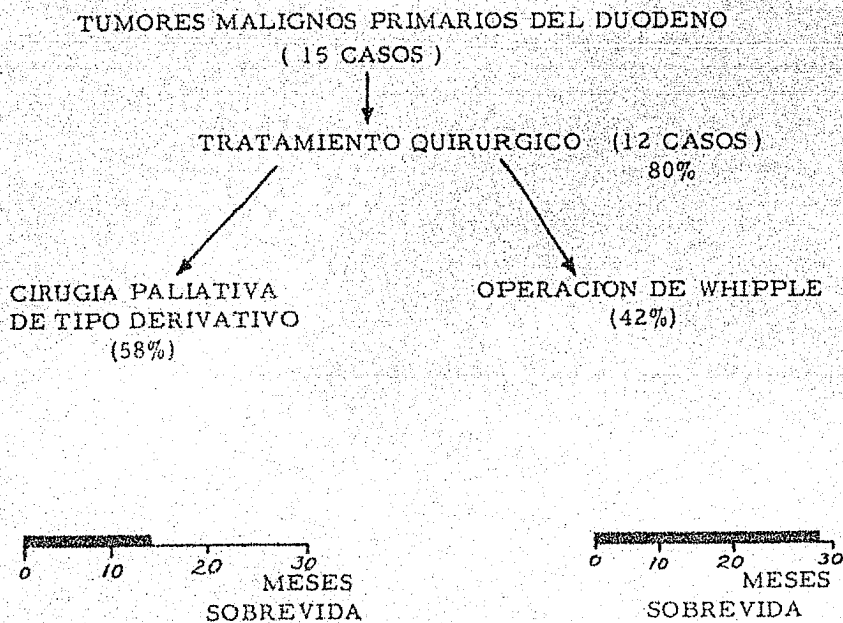 TUMORES MALIGNOS PRIMARIOS DEL DUODENO
( 15 CASOS )
TRATAMIENTO QUIRURGICO (12 CASOS)
80%
CIRUGIA PALIATIVA
DE TIPO DERIVATIVO
(58%)
OPERACION DE WHIPPLE
(42%)
0 10 20 30
MESES
SOBREVIDA
0 10 20 30
MESES
SOBREVIDA